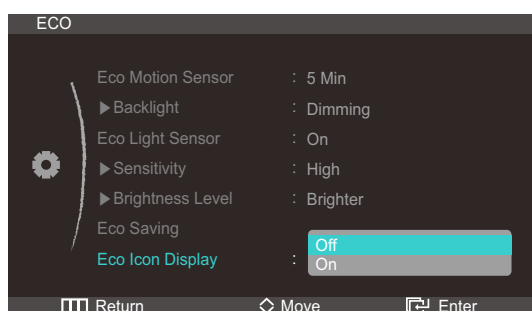 ECO
Eco Motion Sensor : 5 Min
▶Backlight : Dimming
Eco Light Sensor : On
▶Sensitivity : High
▶Brightness Level : Brighter
Eco Saving
Eco Icon Display : Off
On
Return Move Enter